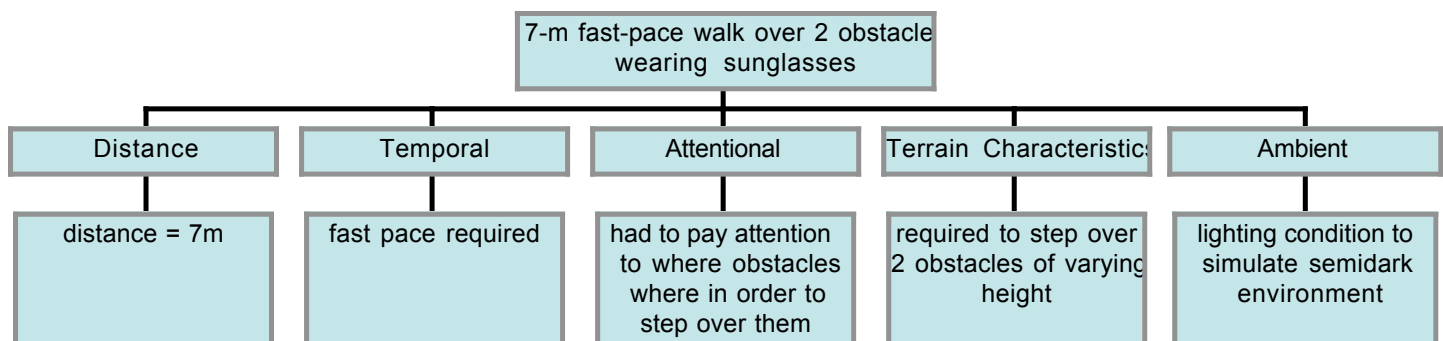 7-m fast-pace walk over 2 obstacle
wearing sunglasses
Distance
Temporal
Attentional
Terrain Characteristics
Ambient
distance = 7m
fast pace required
had to pay attention
to where obstacles
where in order to
step over them
required to step over
2 obstacles of varying
height
lighting condition to
simulate semidark
environment